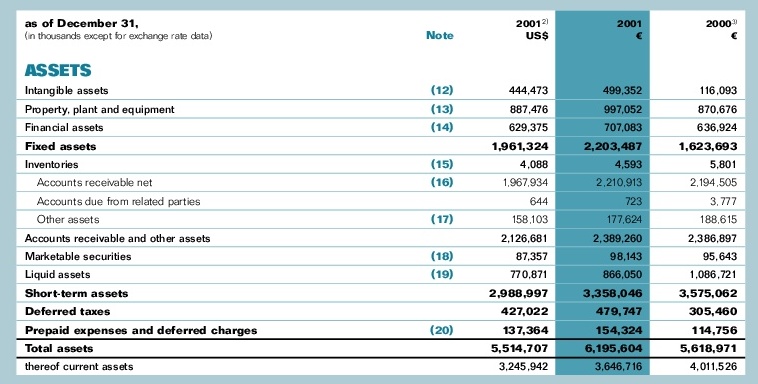 as of December 31, 2001 2) 2001 2000 3)
(in thousands except for exchange rate data) Note US$ € €
ASSETS
Intangible assets (12) 444,473 499,352 116,093
Property, plant and equipment (13) 887,476 997,052 870,676
Financial assets (14) 629,375 707,083 636,924
Fixed assets 1,961,324 2,203,487 1,623,693
Inventories (15) 4,088 4,593 5,801
Accounts receivable net (16) 1,967,934 2,210,913 2,194,505
Accounts due from related parties 644 723 3,777
Other assets (17) 158,103 177,624 188,615
Accounts receivable and other assets 2,126,681 2,389,260 2,386,897
Marketable securities (18) 87,357 98,143 95,643
Liquid assets (19) 770,871 866,050 1,086,721
Short-term assets 2,988,997 3,358,046 3,575,062
Deferred taxes 427,022 479,747 305,460
Prepaid expenses and deferred charges (20) 137,364 154,324 114,756
Total assets 5,514,707 6,195,604 5,618,971
thereof current assets 3,245,942 3,646,716 4,011,526